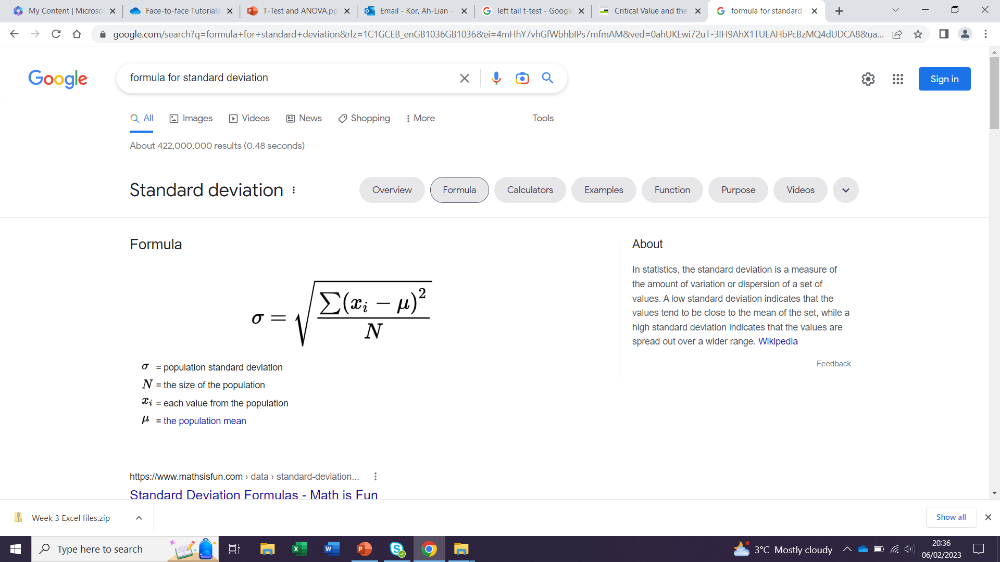 My Content | Microso
Face-to-face Tutorials
T-Test and ANOVA.pp
Email - Kor, Ah-Lian -
left tail t-test - Google
Critical Value and the
formula for standard
google.com/search?q=formula+for+standard+deviation&rlz=1C1GCEB_enGB1036GB1036&ei=4mHhY7vhGfWbhbIPs7mfmAM&ved=0ahUKEwi72uT-3IH9AhX1TUEAHbPcBzMQ4dUDCA8&ua...
Google
formula for standard deviation
Sign in
All
Images
Videos
News
Shopping
More
Tools
About 422,000,000 results (0.48 seconds)
Standard deviation
Overview
Formula
Calculators
Examples
Function
Purpose
Videos
Formula
σ = √(∑(xᵢ − μ)² / N)
σ = population standard deviation
N = the size of the population
xᵢ = each value from the population
μ = the population mean
About
In statistics, the standard deviation is a measure of
the amount of variation or dispersion of a set of
values. A low standard deviation indicates that the
values tend to be close to the mean of the set, while a
high standard deviation indicates that the values are
spread out over a wider range. Wikipedia
Feedback
https://www.mathsisfun.com › data › standard-deviation...
Standard Deviation Formulas - Math is Fun
Week 3 Excel files.zip
Show all
Type here to search
3°C Mostly cloudy
20:36
06/02/2023